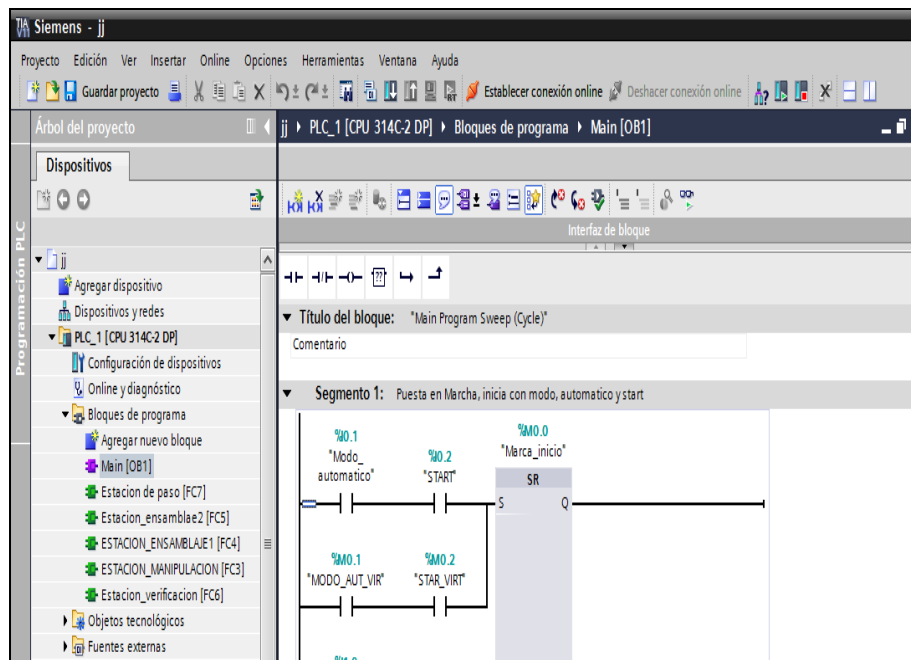 Siemens - jj
Proyecto Edición Ver Insertar Online Opciones Herramientas Ventana Ayuda
Guardar proyecto Establecer conexión online Deshacer conexión online
Árbol del proyecto
jj PLC_1 [CPU 314C-2 DP] Bloques de programa Main [OB1]
Dispositivos
Programación PLC
Interfaz de bloque
jj
Agregar dispositivo
Dispositivos y redes
PLC_1 [CPU 314C-2 DP]
Configuración de dispositivos
Online y diagnóstico
Bloques de programa
Agregar nuevo bloque
Main [OB1]
Estacion de paso [FC7]
Estacion_ensamblae2 [FC5]
ESTACION_ENSAMBLAJE1 [FC4]
ESTACION_MANIPULACION [FC3]
Estacion_verificacion [FC6]
Objetos tecnológicos
Fuentes externas
??
Título del bloque: "Main Program Sweep (Cycle)"
Comentario
Segmento 1: Puesta en Marcha, inicia con modo, automatico y start
%I0.1
"Modo_
automatico"
%I0.2
"START"
%M0.0
"Marca_inicio"
SR
S Q
%M0.1
"MODO_AUT_VIR"
%M0.2
"STAR_VIRT"